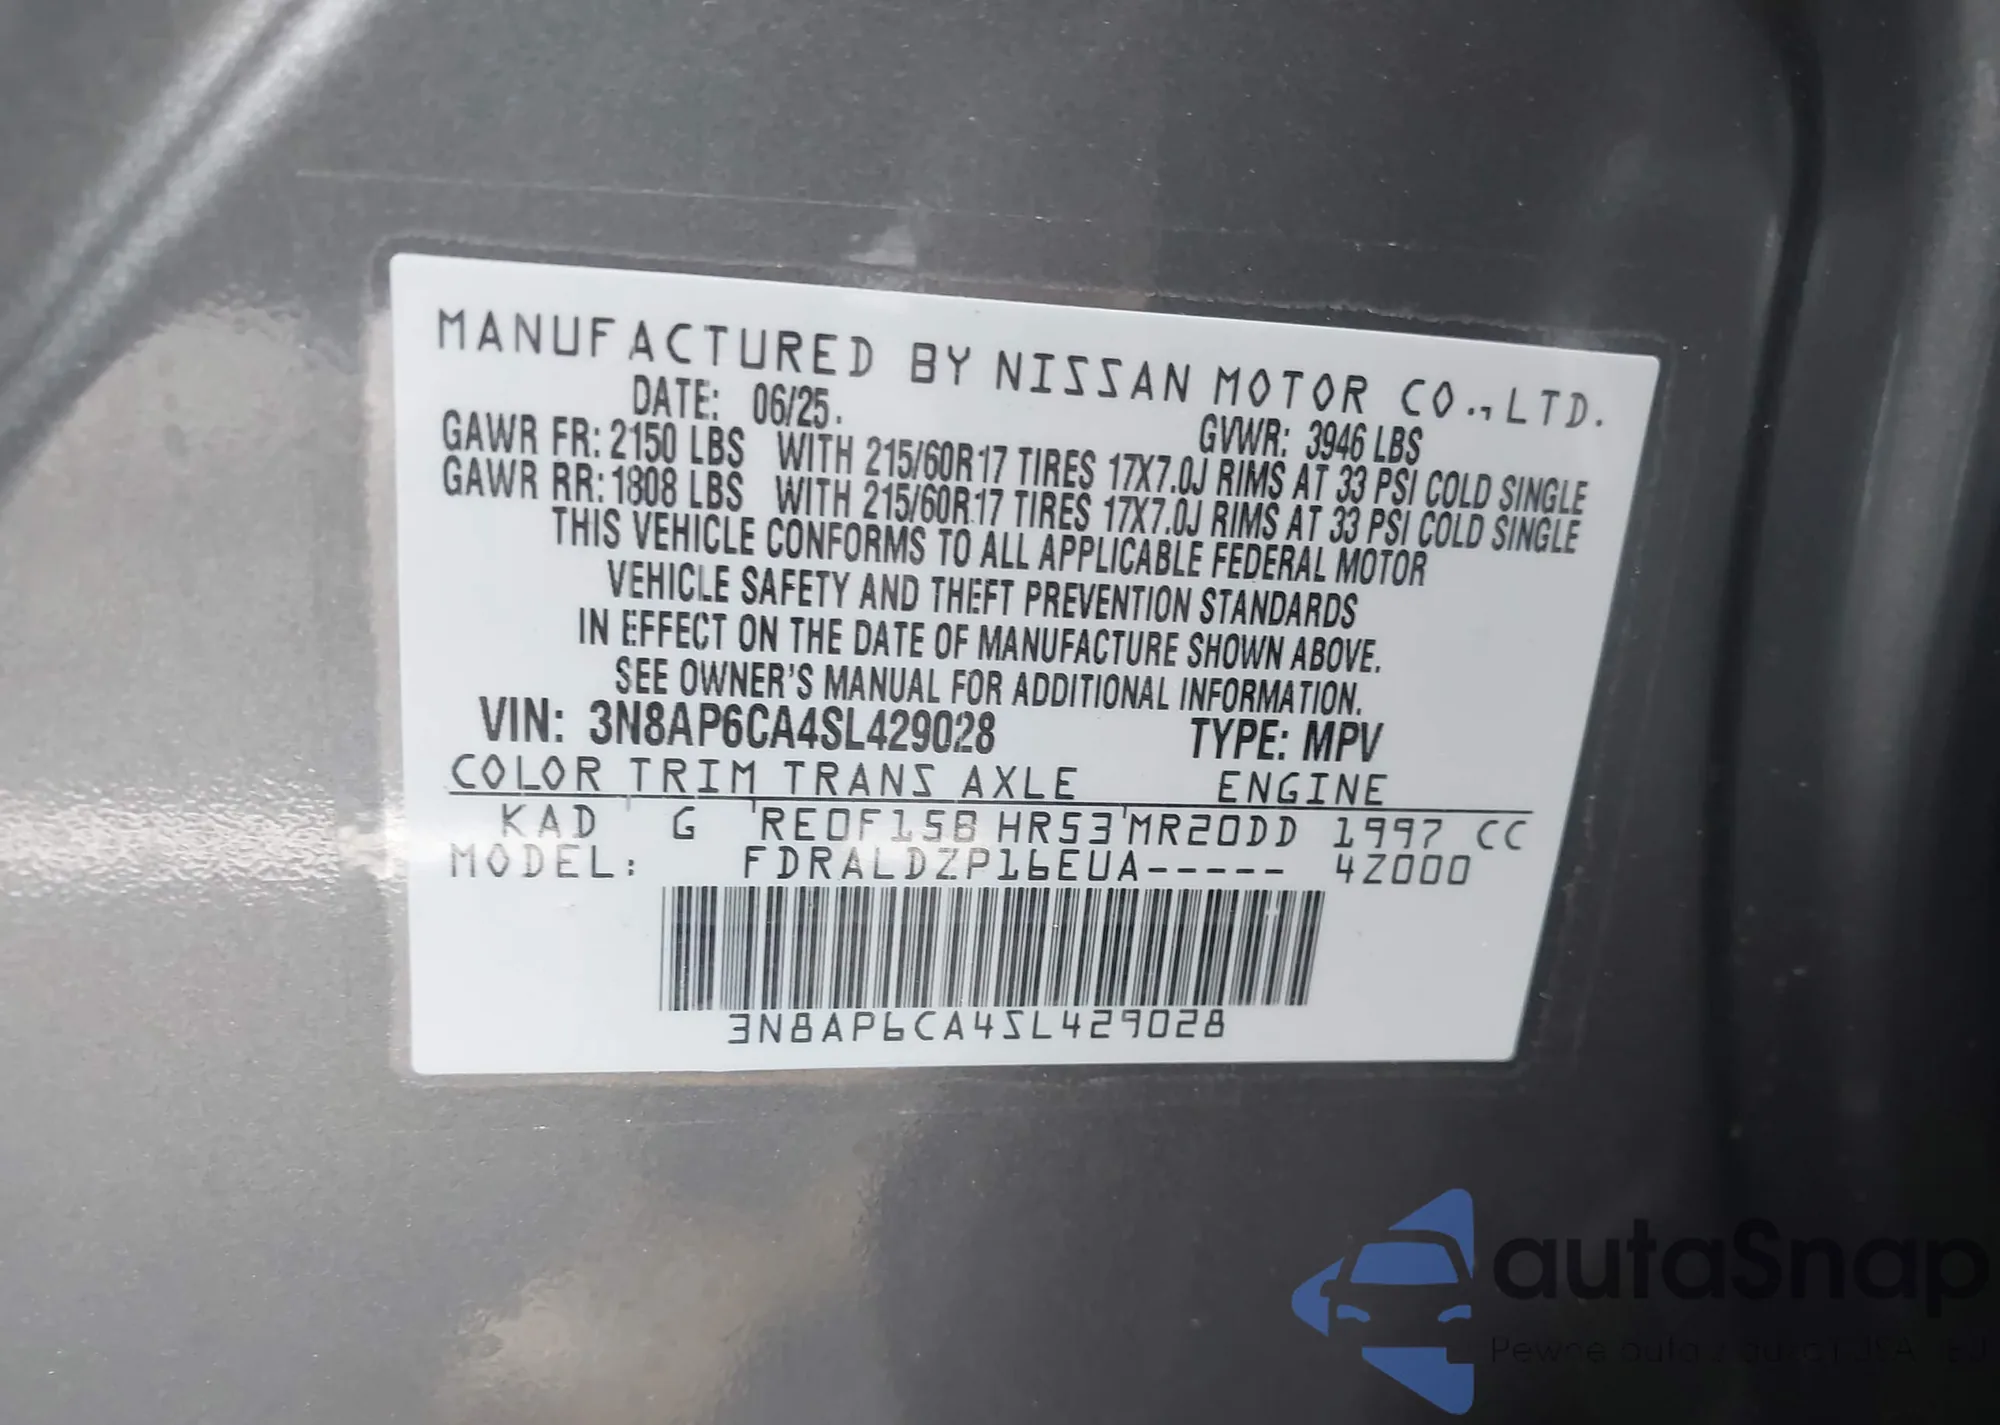 MANUFACTURED BY NISSAN MOTOR CO.,LTD.
DATE: 06/25. GVWR: 3946 LBS
GAWR FR: 2150 LBS WITH 215/60R17 TIRES 17X7.0J RIMS AT 33 PSI COLD SINGLE
GAWR RR: 1808 LBS WITH 215/60R17 TIRES 17X7.0J RIMS AT 33 PSI COLD SINGLE
THIS VEHICLE CONFORMS TO ALL APPLICABLE FEDERAL MOTOR
VEHICLE SAFETY AND THEFT PREVENTION STANDARDS
IN EFFECT ON THE DATE OF MANUFACTURE SHOWN ABOVE.
SEE OWNER'S MANUAL FOR ADDITIONAL INFORMATION.
VIN: 3N8AP6CA4SL429028 TYPE: MPV
COLOR TRIM TRANS AXLE ENGINE
KAD G RE0F15B HR53 MR20DD 1997 CC
MODEL: FDRALDZP16EUA----- 4Z000
3N8AP6CA4SL429028
autaSnap
Pewne auta z